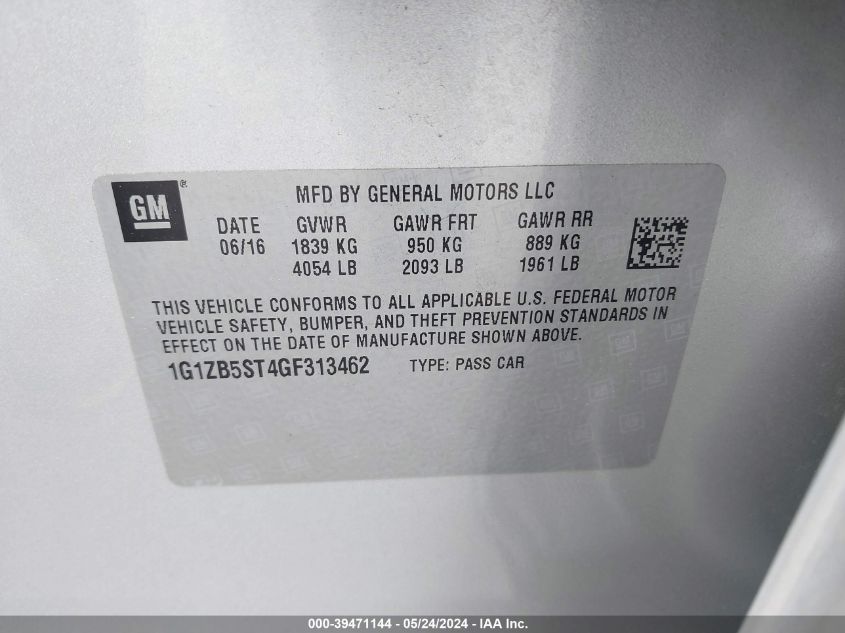 GM®
MFD BY GENERAL MOTORS LLC
DATE GVWR GAWR FRT GAWR RR
06/16 1839 KG 950 KG 889 KG
4054 LB 2093 LB 1961 LB
THIS VEHICLE CONFORMS TO ALL APPLICABLE U.S. FEDERAL MOTOR
VEHICLE SAFETY, BUMPER, AND THEFT PREVENTION STANDARDS IN
EFFECT ON THE DATE OF MANUFACTURE SHOWN ABOVE.
1G1ZB5ST4GF313462 TYPE: PASS CAR
000-39471144 - 05/24/2024 - IAA Inc.